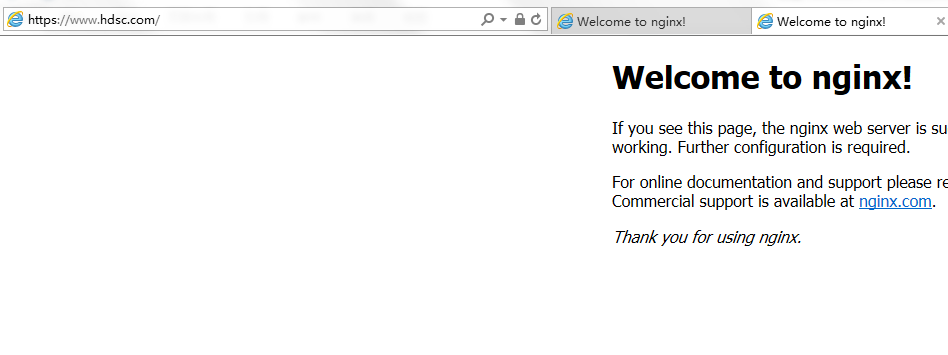 https://www.hdsc.com/
Welcome to nginx!
Welcome to nginx!
Welcome to nginx!
If you see this page, the nginx web server is su
working. Further configuration is required.
For online documentation and support please re
Commercial support is available at nginx.com.
Thank you for using nginx.